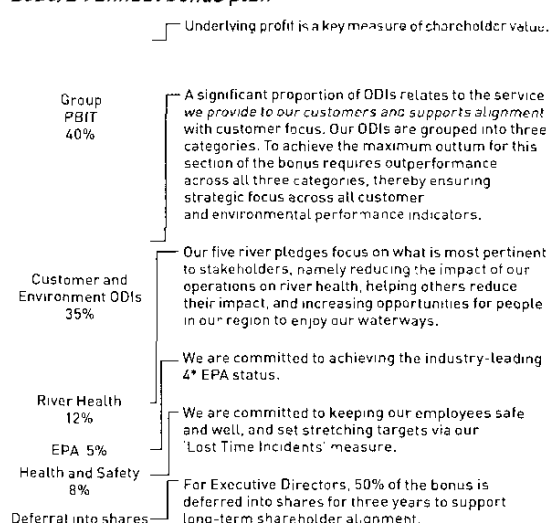 Annual bonus plan
Underlying profit is a key measure of shareholder value.
Group
PBIT
40%
A significant proportion of ODIs relates to the service
we provide to our customers and supports alignment
with customer focus. Our ODIs are grouped into three
categories. To achieve the maximum outturn for this
section of the bonus requires outperformance
across all three categories, thereby ensuring
strategic focus across all customer
and environmental performance indicators.
Customer and
Environment ODIs
35%
Our five river pledges focus on what is most pertinent
to stakeholders, namely reducing the impact of our
operations on river health, helping others reduce
their impact, and increasing opportunities for people
in our region to enjoy our waterways.
River Health
12%
We are committed to achieving the industry-leading
4* EPA status.
EPA 5%
We are committed to keeping our employees safe
and well, and set stretching targets via our
'Lost Time Incidents' measure.
Health and Safety
8%
For Executive Directors, 50% of the bonus is
deferred into shares for three years to support
long-term shareholder alignment.
Deferral into shares